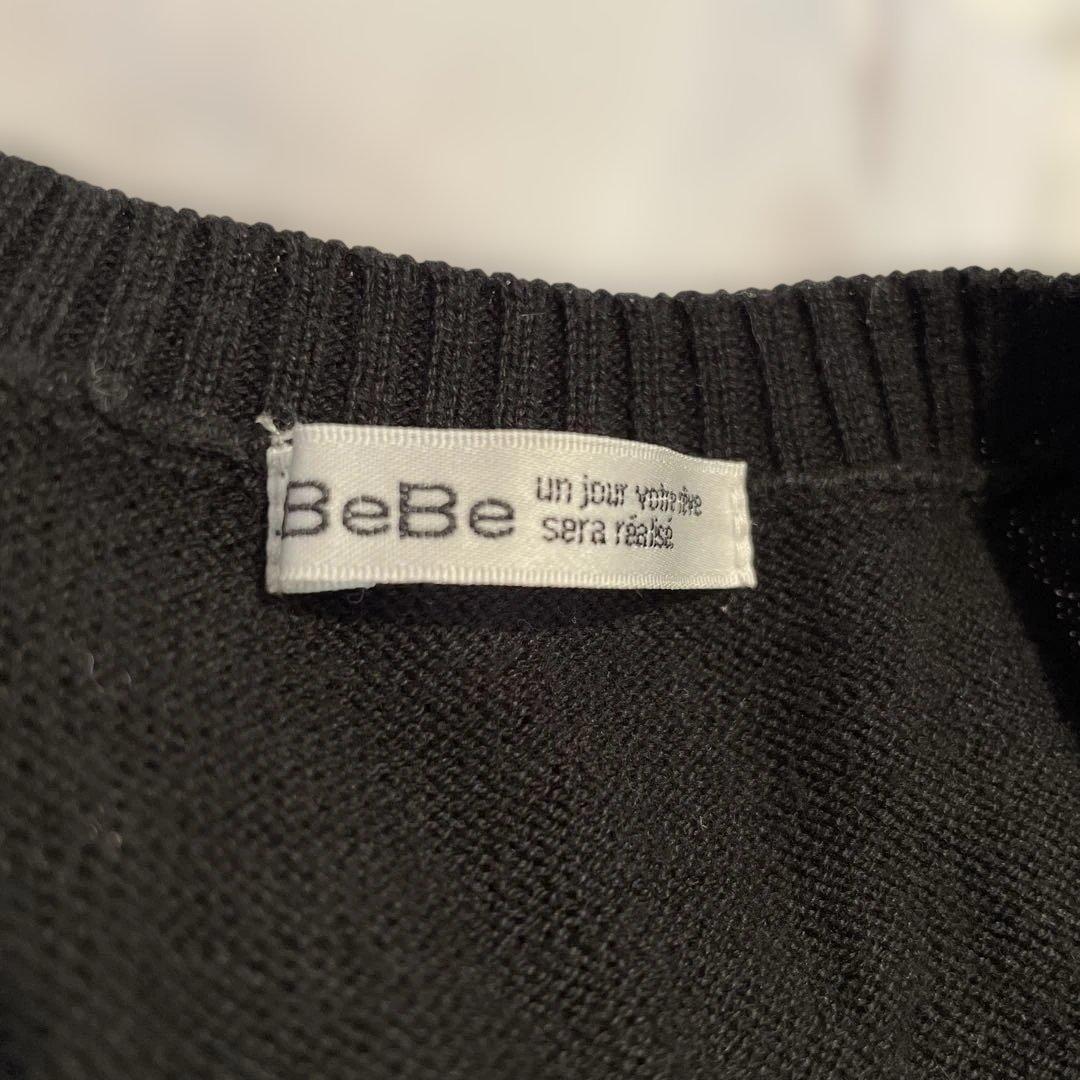 BeBe
un jour votre rêve
sera réalisé